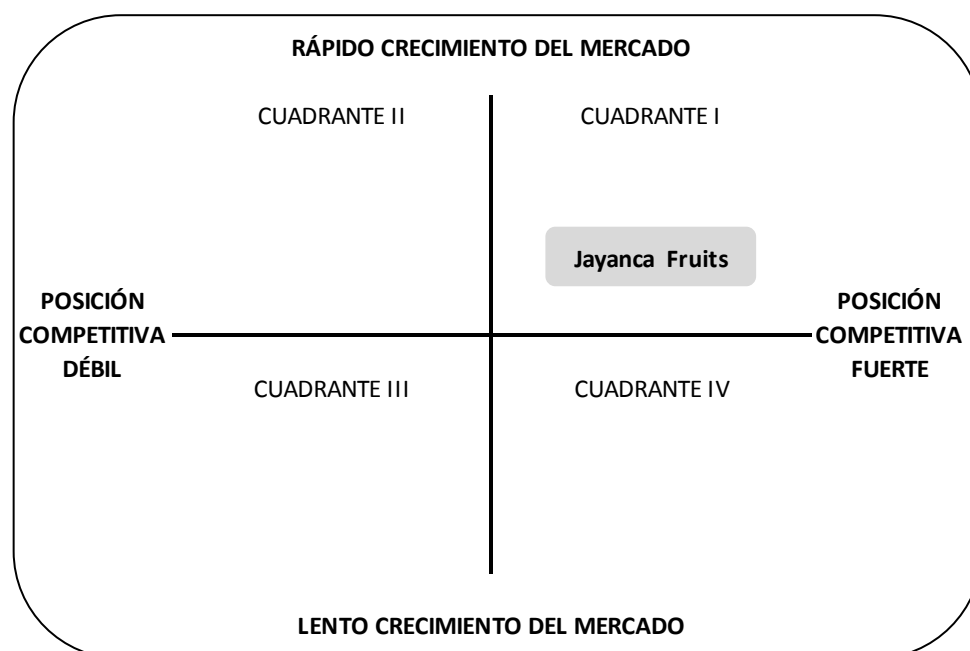 RÁPIDO CRECIMIENTO DEL MERCADO
CUADRANTE II
CUADRANTE I
Jayanca Fruits
POSICIÓN
COMPETITIVA
DÉBIL
POSICIÓN
COMPETITIVA
FUERTE
CUADRANTE III
CUADRANTE IV
LENTO CRECIMIENTO DEL MERCADO